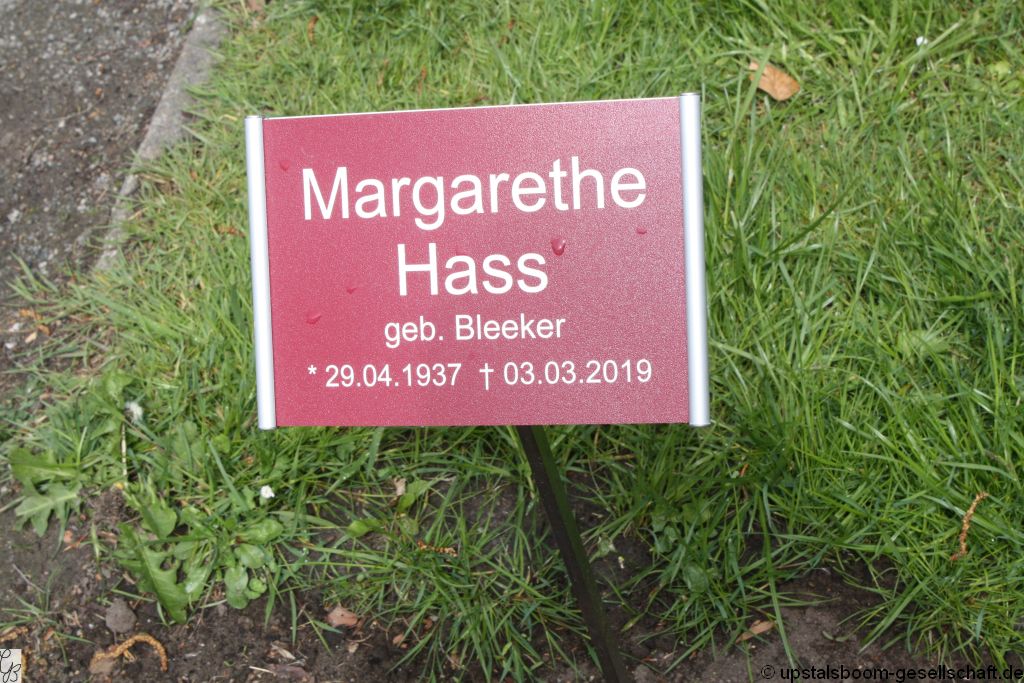 Margarethe
Hass
geb. Bleeker
* 29.04.1937 † 03.03.2019
© upstalsboom-gesellschaft.de